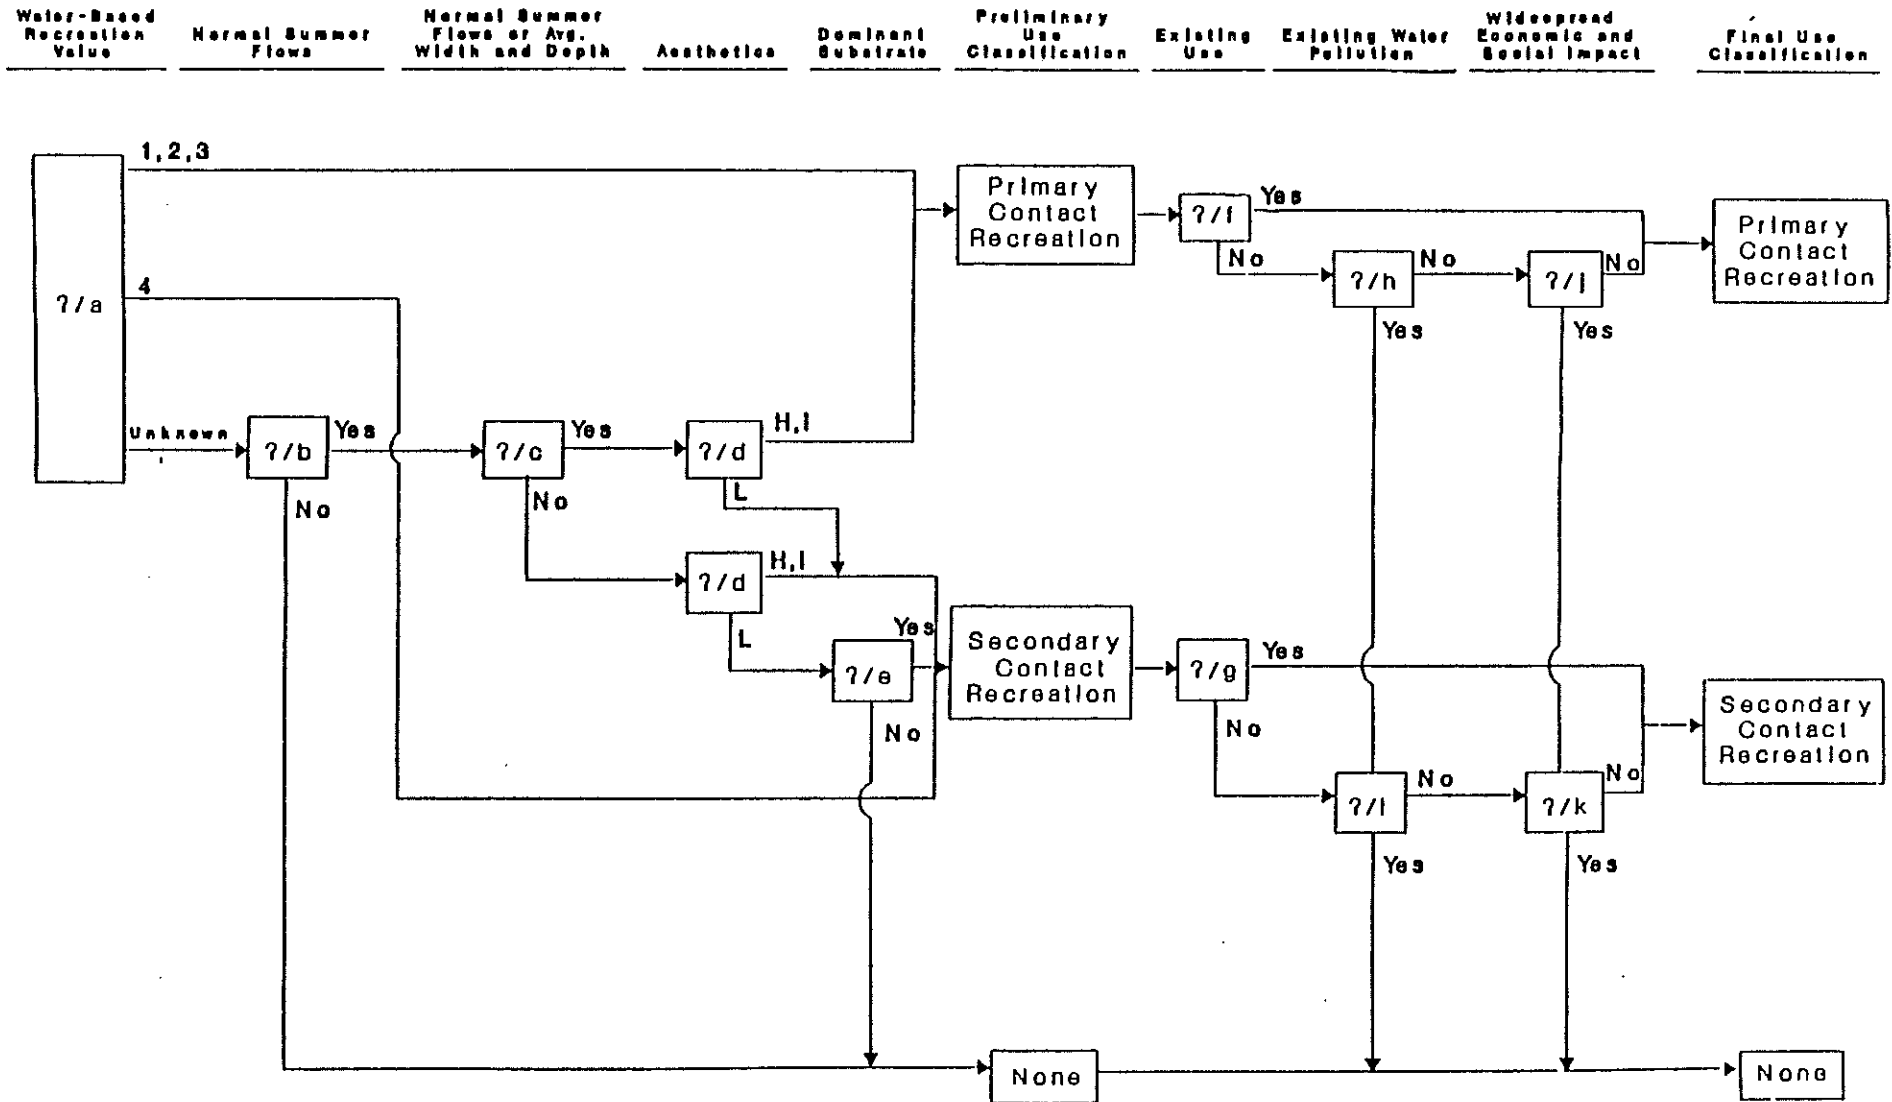 Water-Based
Recreation
Value
Normal Summer
Flows
Normal Summer
Flows or Avg.
Width and Depth
Aesthetics
Dominant
Substrate
Preliminary
Use
Classification
Existing
Use
Existing Water
Pollution
Widespread
Economic and
Social Impact
Final Use
Classification
1,2,3
?/a
4
Unknown
?/b
Yes
No
?/c
Yes
No
?/d
H,I
L
?/d
H,I
L
?/e
Yes
No
Primary
Contact
Recreation
?/f
Yes
No
?/h
No
Yes
?/j
No
Yes
Primary
Contact
Recreation
Secondary
Contact
Recreation
?/g
Yes
No
?/i
No
Yes
?/k
No
Yes
Secondary
Contact
Recreation
None
None